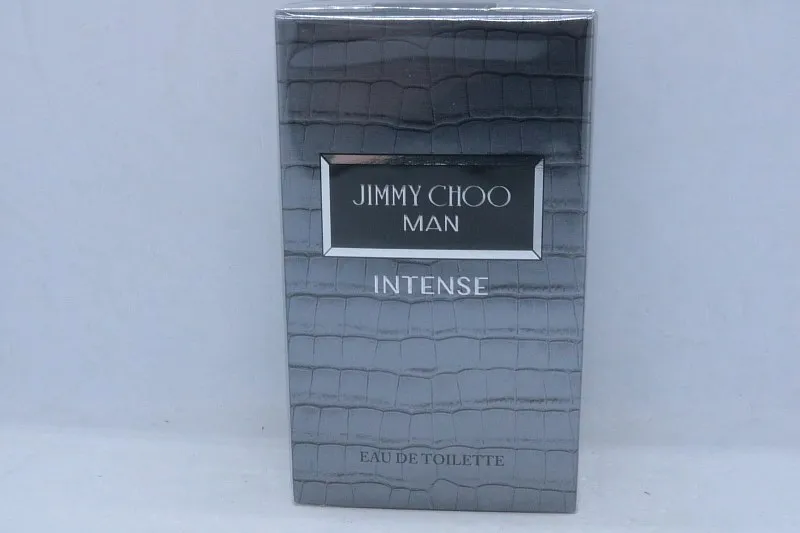 JIMMY CHOO
MAN
INTENSE
EAU DE TOILETTE